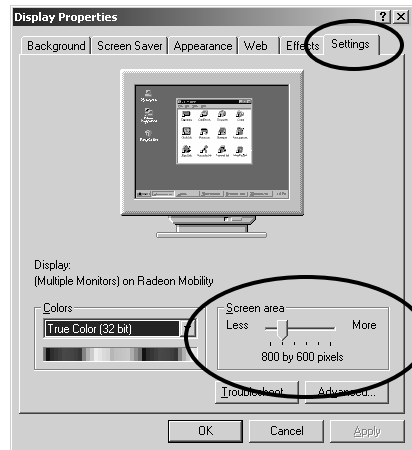 Display Properties
Background Screen Saver Appearance Web Effects Settings
Display:
(Multiple Monitors) on Radeon Mobility
Colors
True Color (32 bit)
Screen area
Less More
800 by 600 pixels
Troubleshoot... Advanced...
OK Cancel Apply